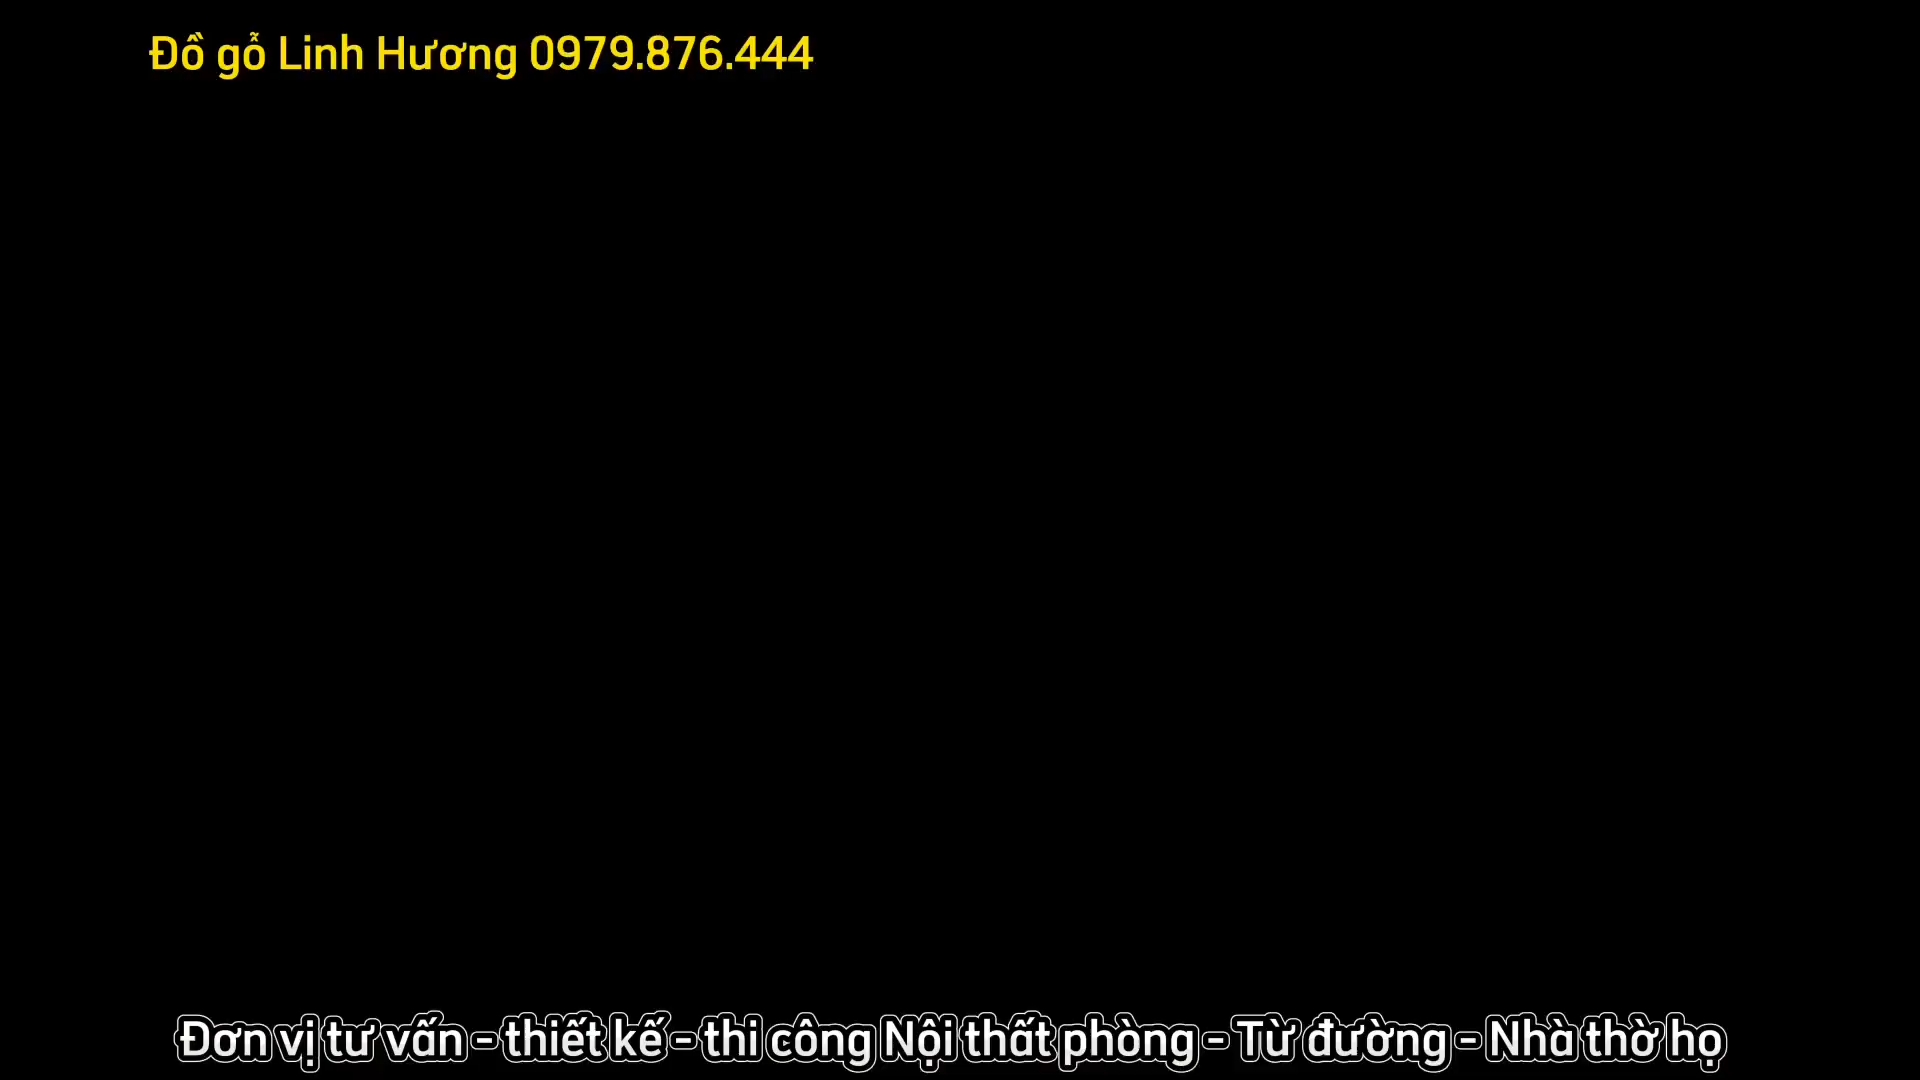 Đồ gỗ Linh Hương 0979.876.444
Đơn vị tư vấn - thiết kế - thi công Nội thất phòng - Từ đường - Nhà thờ họ